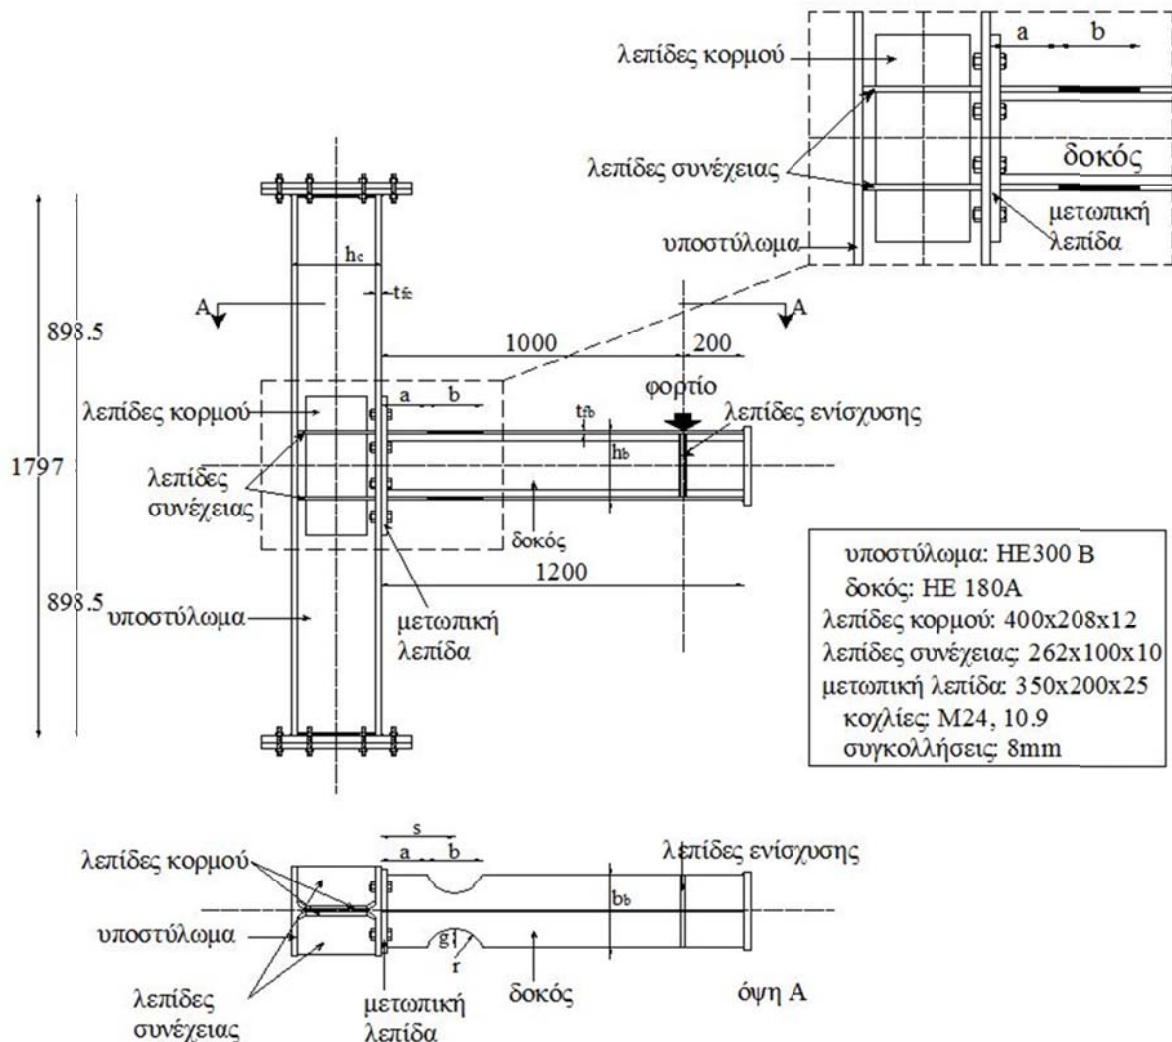 λεπίδες κορμού
a
b
λεπίδες συνέχειας
δοκός
υποστύλωμα
μετωπική
λεπίδα
hc
tfc
A
A
898.5
1000
200
φορτίο
λεπίδες κορμού
a
b
tfb
λεπίδες ενίσχυσης
hb
1797
λεπίδες
συνέχειας
δοκός
1200
898.5
υποστύλωμα
μετωπική
λεπίδα
υποστύλωμα: HE300 B
δοκός: HE 180A
λεπίδες κορμού: 400x208x12
λεπίδες συνέχειας: 262x100x10
μετωπική λεπίδα: 350x200x25
κοχλίες: M24, 10.9
συγκολλήσεις: 8mm
s
λεπίδες κορμού
a
b
λεπίδες ενίσχυσης
bb
υποστύλωμα
g
r
λεπίδες
συνέχειας
μετωπική
λεπίδα
δοκός
όψη A